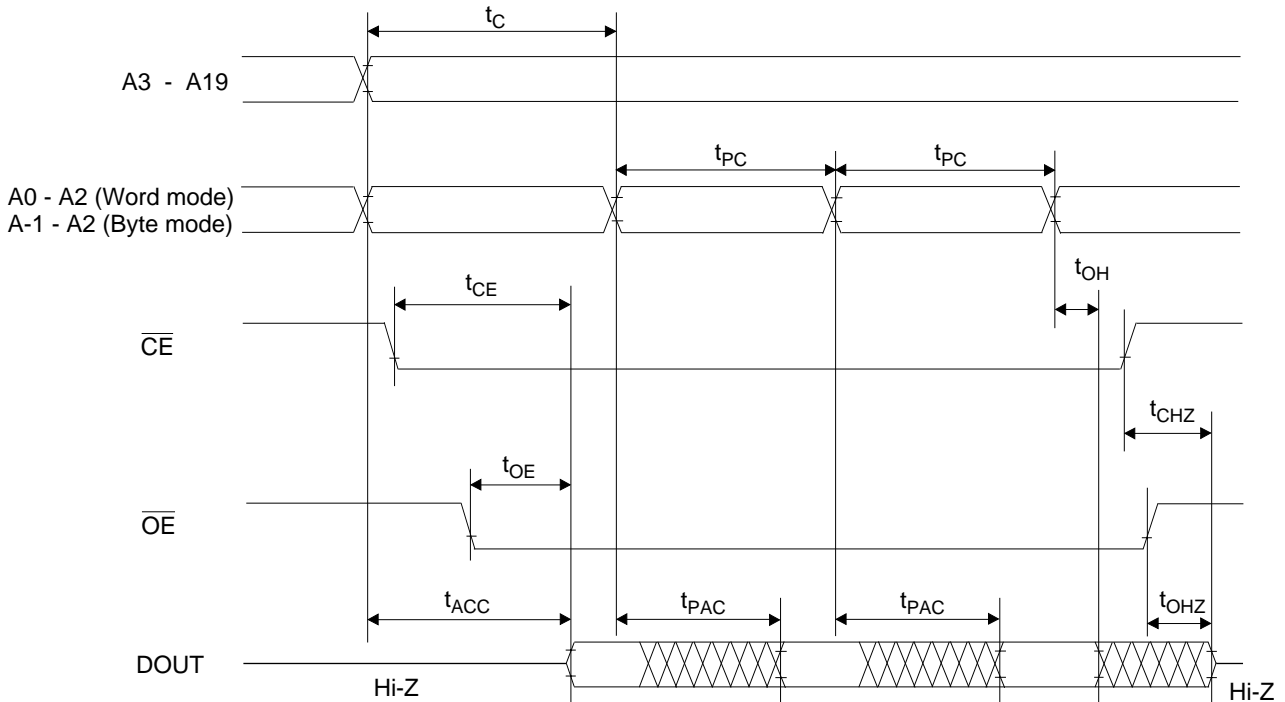 tC
A3 - A19
tPC
tPC
A0 - A2 (Word mode)
A-1 - A2 (Byte mode)
tOH
tCE
CE
tCHZ
tOE
OE
tACC
tPAC
tPAC
tOHZ
DOUT
Hi-Z
Hi-Z